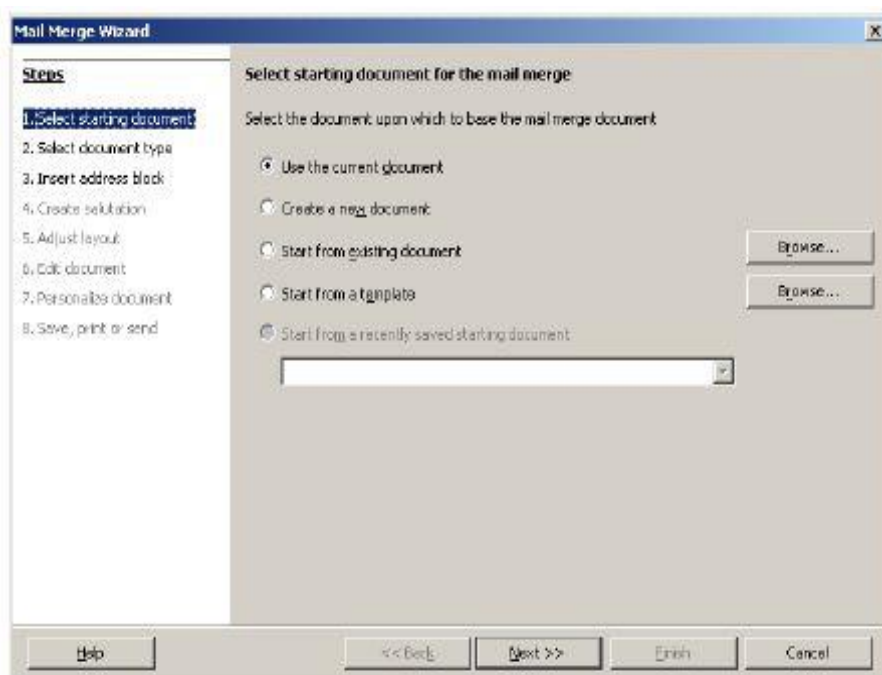 Mail Merge Wizard
Steps
1. Select starting document
2. Select document type
3. Insert address block
4. Create salutation
5. Adjust layout
6. Edit document
7. Personalize document
8. Save, print or send
Select starting document for the mail merge
Select the document upon which to base the mail merge document
Use the current document
Create a new document
Start from existing document
Browse...
Start from a template
Browse...
Start from a recently saved starting document
Help
<< Back
Next >>
Finish
Cancel